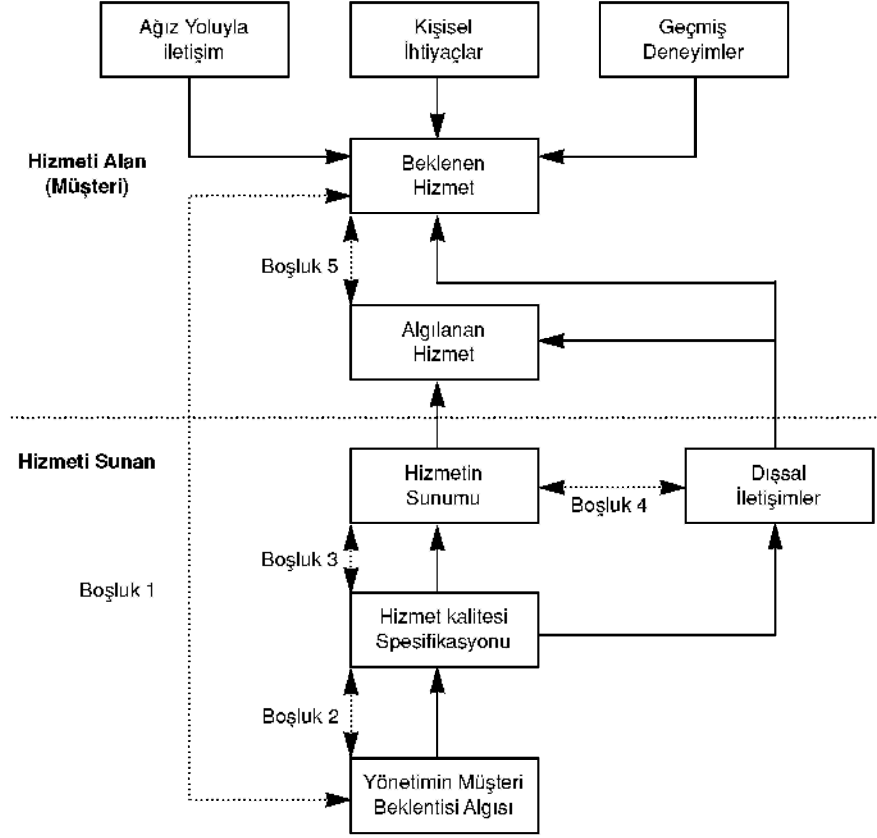 Ağız Yoluyla
iletişim
Kişisel
İhtiyaçlar
Geçmiş
Deneyimler
Hizmeti Alan
(Müşteri)
Beklenen
Hizmet
Boşluk 5
Algılanan
Hizmet
Hizmeti Sunan
Hizmetin
Sunumu
Boşluk 4
Dışsal
İletişimler
Boşluk 3
Boşluk 1
Hizmet kalitesi
Spesifikasyonu
Boşluk 2
Yönetimin Müşteri
Beklentisi Algısı